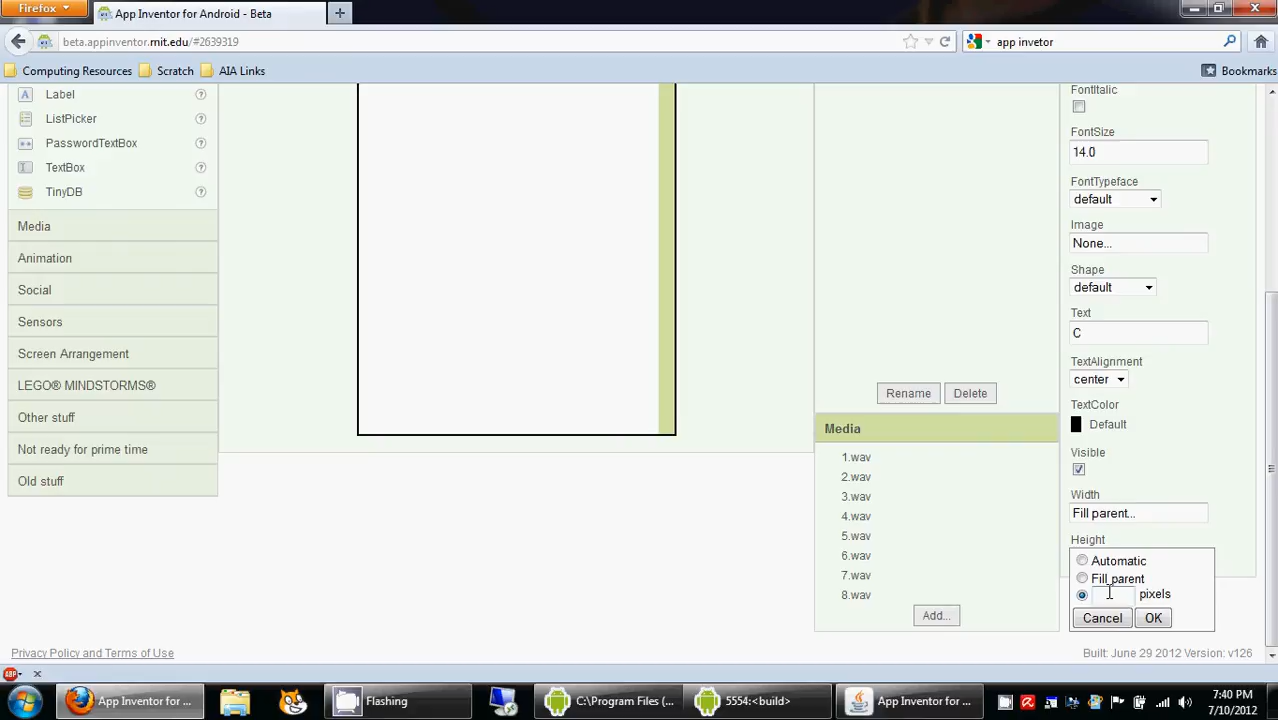 Firefox
App Inventor for Android - Beta
beta.appinventor.mit.edu/#2639319
app invetor
Computing Resources
Scratch
AIA Links
Bookmarks
Label
ListPicker
PasswordTextBox
TextBox
TinyDB
Media
Animation
Social
Sensors
Screen Arrangement
LEGO® MINDSTORMS®
Other stuff
Not ready for prime time
Old stuff
Rename
Delete
Media
1.wav
2.wav
3.wav
4.wav
5.wav
6.wav
7.wav
8.wav
Add...
FontItalic
FontSize
14.0
FontTypeface
default
Image
None...
Shape
default
Text
C
TextAlignment
center
TextColor
Default
Visible
Width
Fill parent...
Height
Automatic
Fill parent
pixels
Cancel
OK
Privacy Policy and Terms of Use
Built: June 29 2012 Version: v126
ABP
App Inventor for ...
Flashing
C:\Program Files (...
5554:<build>
App Inventor for ...
7:40 PM
7/10/2012